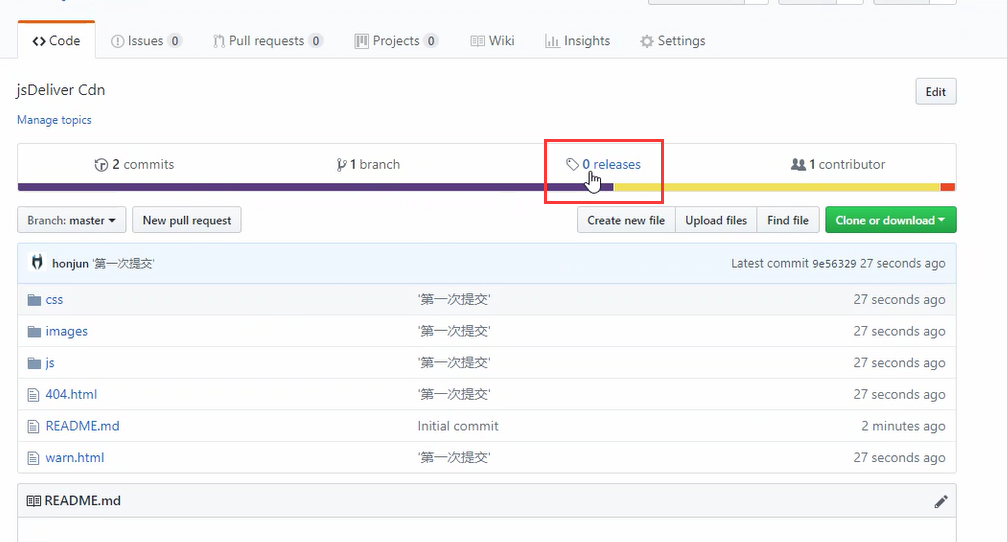 Code Issues 0 Pull requests 0 Projects 0 Wiki Insights Settings
jsDeliver Cdn Edit
Manage topics
2 commits 1 branch 0 releases 1 contributor
Branch: master New pull request Create new file Upload files Find file Clone or download
honjun '第一次提交' Latest commit 9e56329 27 seconds ago
css '第一次提交' 27 seconds ago
images '第一次提交' 27 seconds ago
js '第一次提交' 27 seconds ago
404.html '第一次提交' 27 seconds ago
README.md Initial commit 2 minutes ago
warn.html '第一次提交' 27 seconds ago
README.md